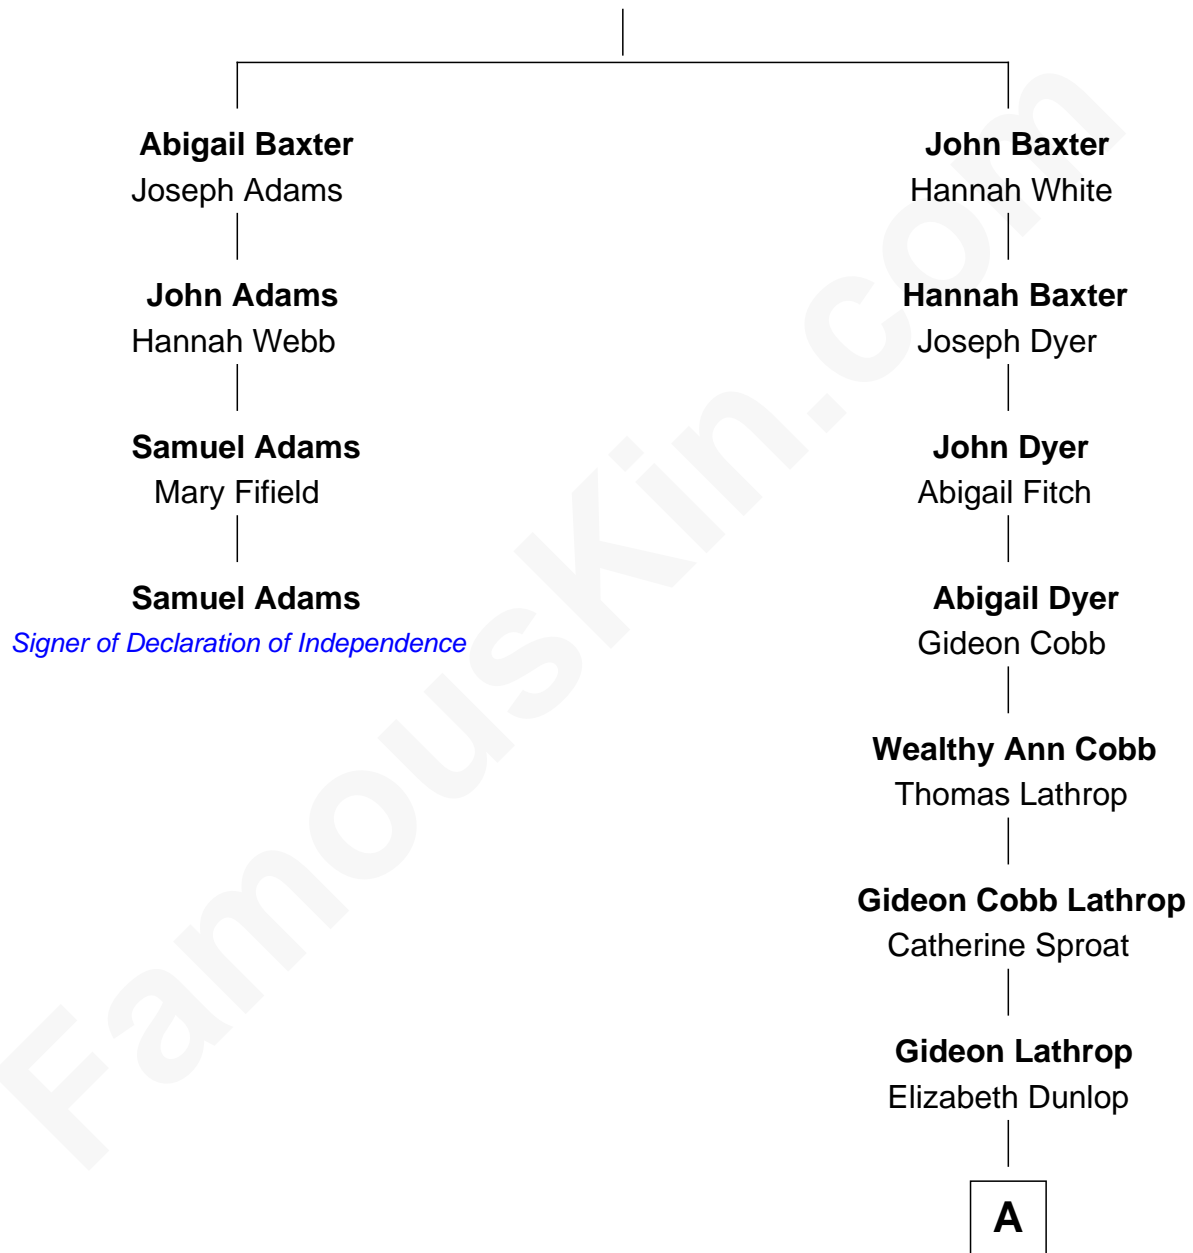 Abigail Baxter
Joseph Adams
John Adams
Hannah Webb
Samuel Adams
Mary Fifield
Samuel Adams
Signer of Declaration of Independence
John Baxter
Hannah White
Hannah Baxter
Joseph Dyer
John Dyer
Abigail Fitch
Abigail Dyer
Gideon Cobb
Wealthy Ann Cobb
Thomas Lathrop
Gideon Cobb Lathrop
Catherine Sproat
Gideon Lathrop
Elizabeth Dunlop
A
FamousKin.com